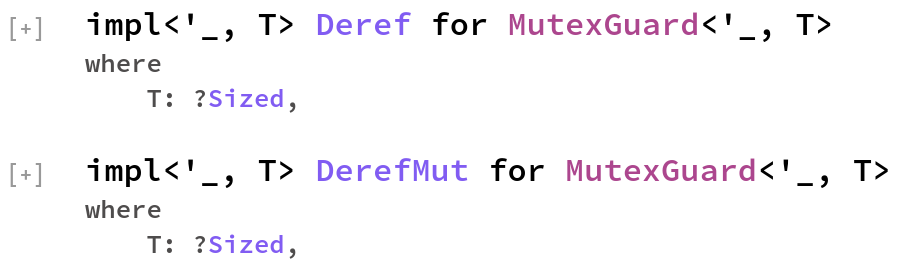 [+] impl<'_, T> Deref for MutexGuard<'_, T>
where
T: ?Sized,
[+] impl<'_, T> DerefMut for MutexGuard<'_, T>
where
T: ?Sized,